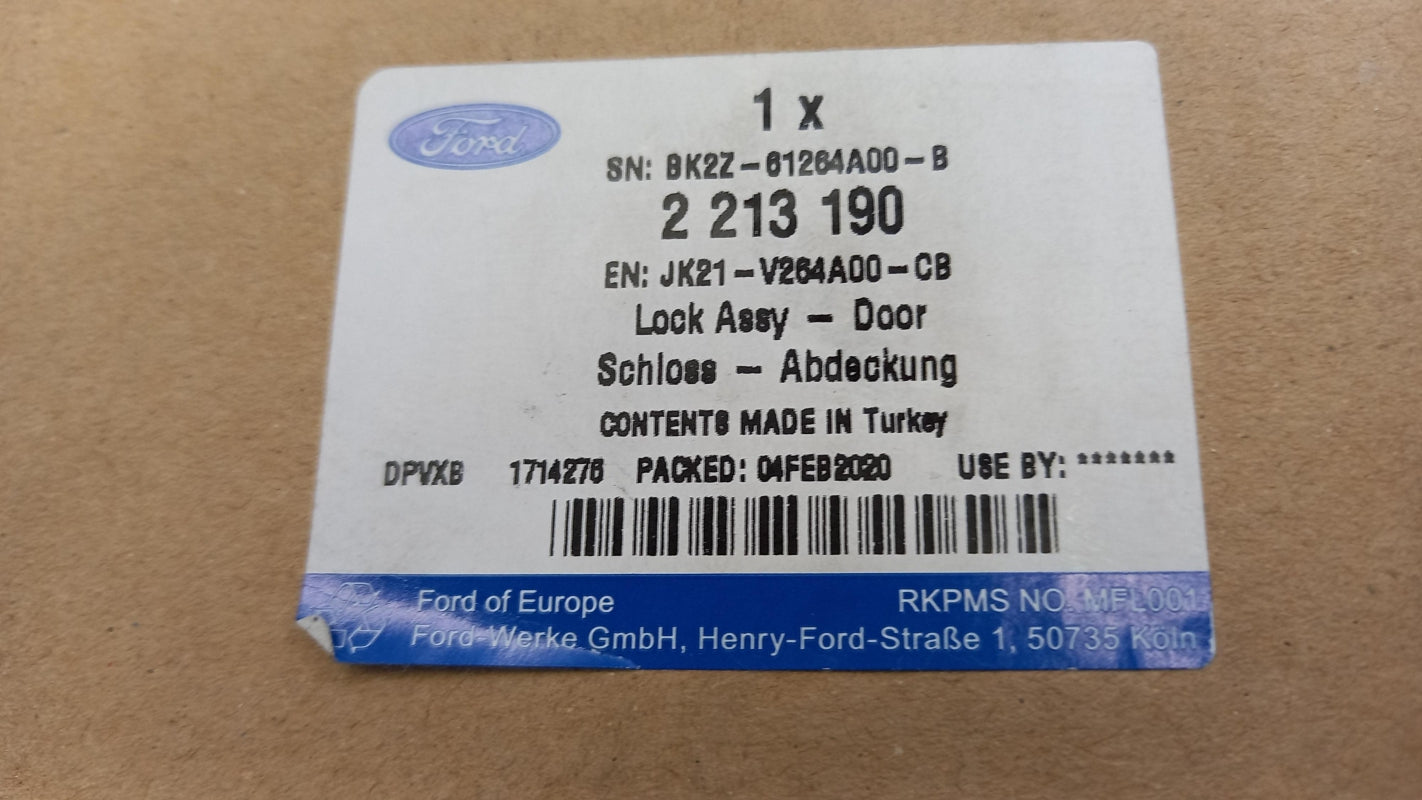 Ford
1 x
SN: BK2Z-61264A00-B
2 213 190
EN: JK21-V264A00-CB
Lock Assy - Door
Schloss - Abdeckung
CONTENTS MADE IN Turkey
DPVXB 1714276 PACKED: 04FEB2020 USE BY: *******
Ford of Europe RKPMS NO. MFL001
Ford-Werke GmbH, Henry-Ford-Straße 1, 50735 Köln